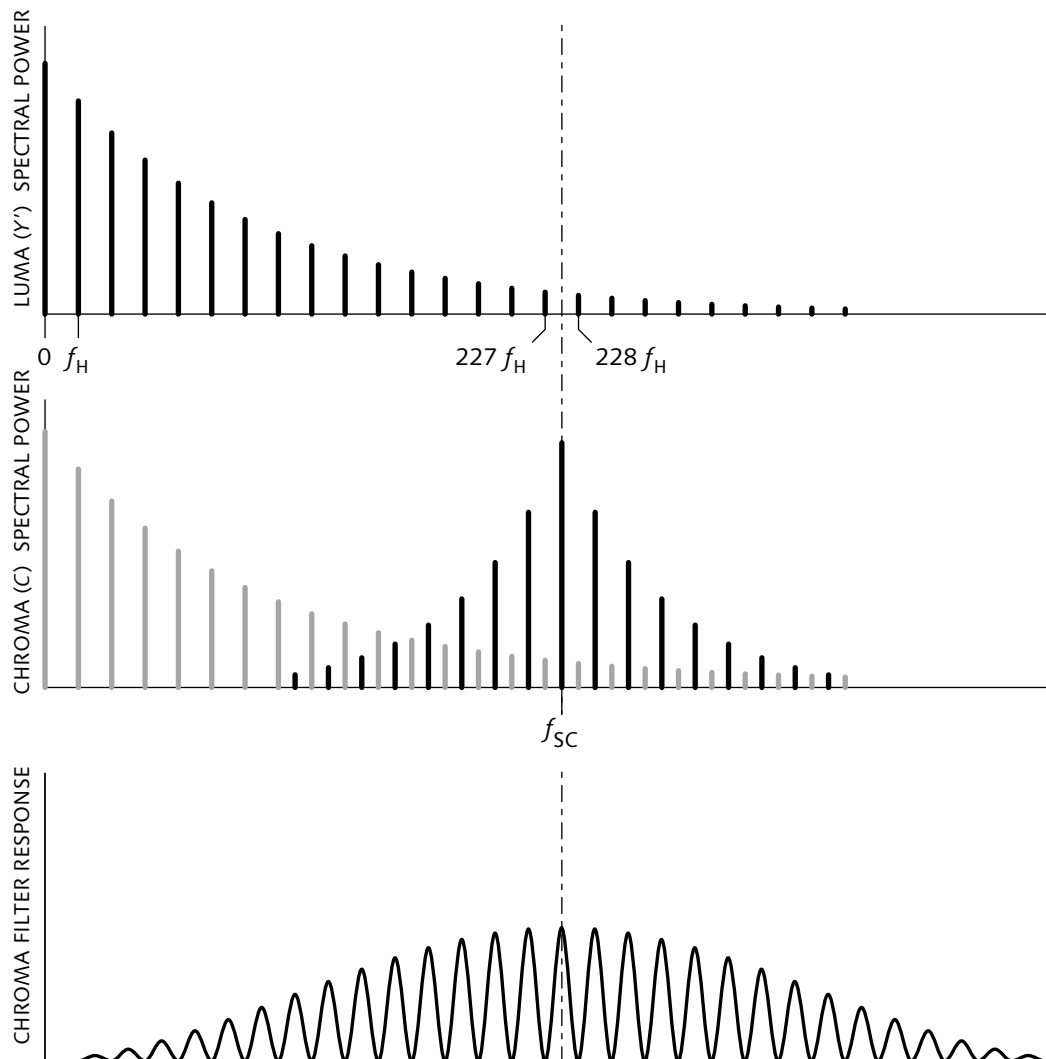 LUMA (Y') SPECTRAL POWER
0 fH
227 fH
228 fH
CHROMA (C) SPECTRAL POWER
fSC
CHROMA FILTER RESPONSE